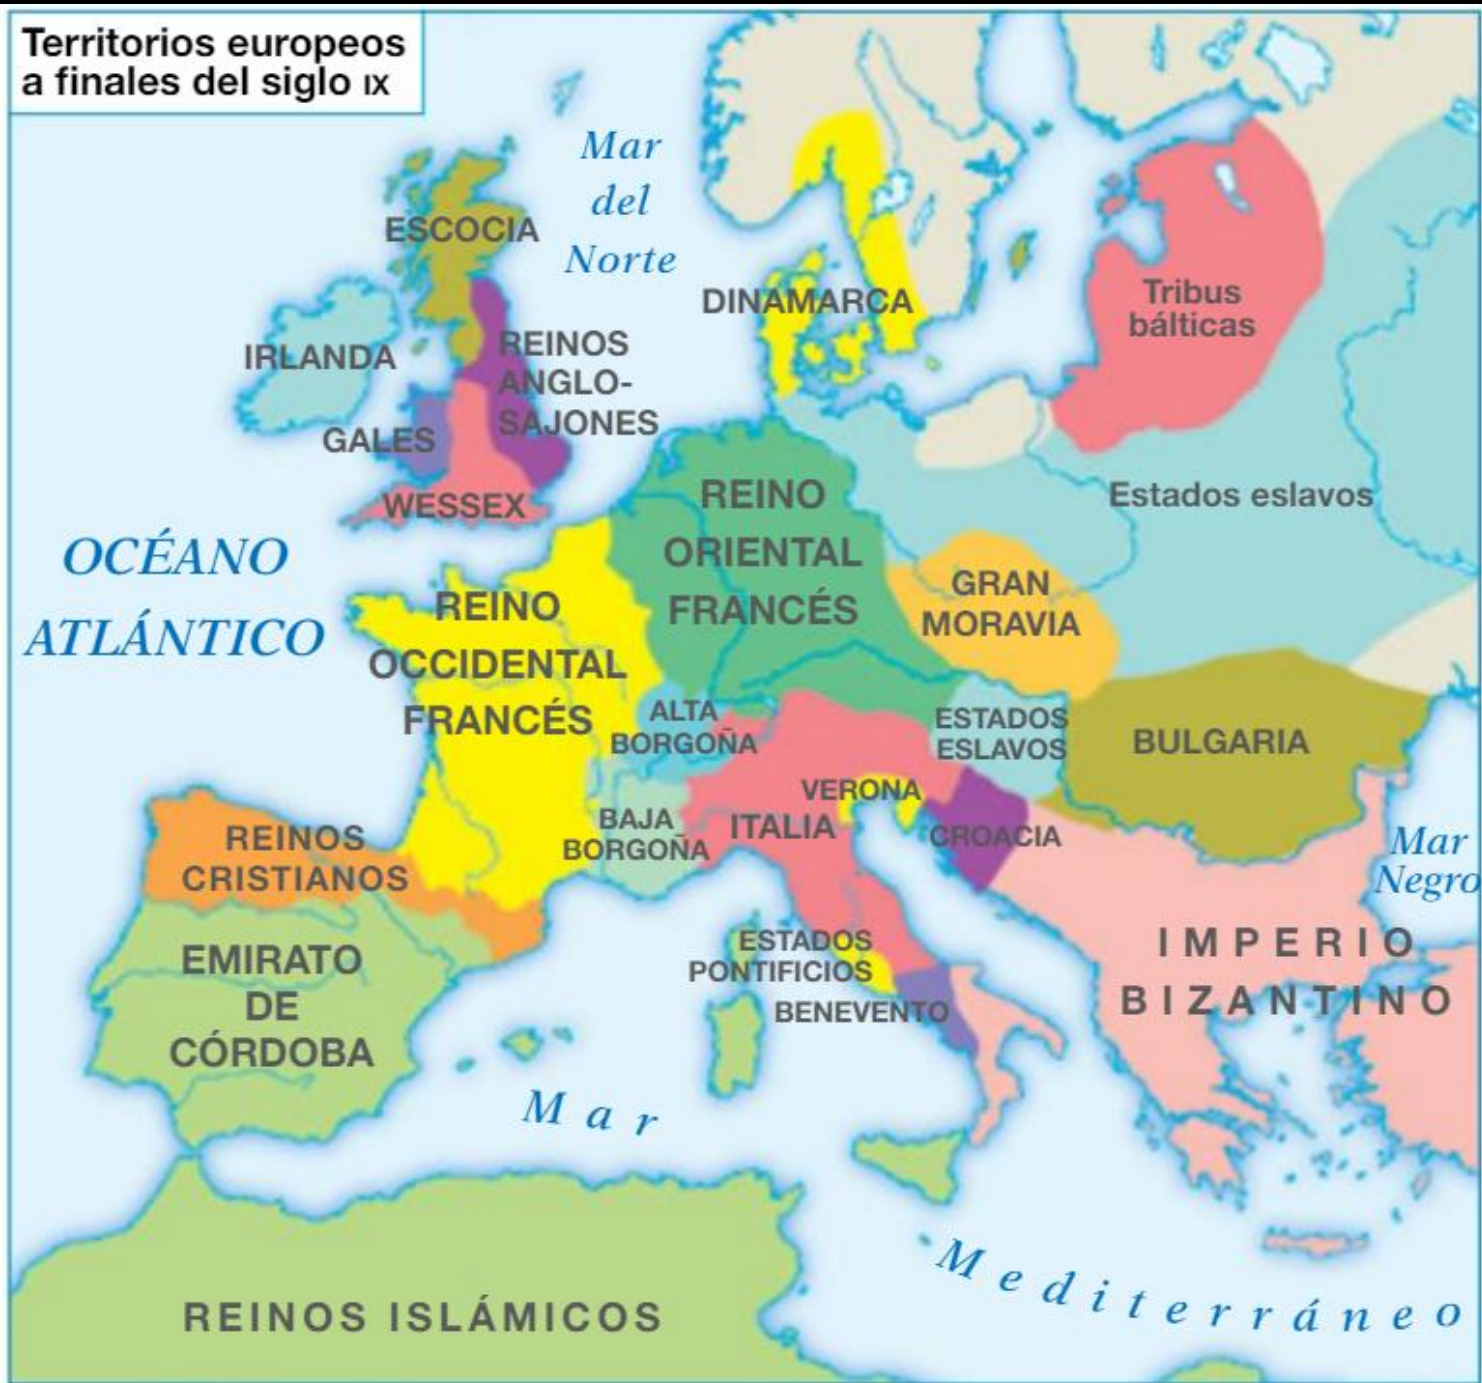 Territorios europeos
a finales del siglo IX
Mar
del
Norte
ESCOCIA
DINAMARCA
Tribus
bálticas
IRLANDA
REINOS
ANGLO-
SAJONES
GALES
WESSEX
REINO
ORIENTAL
FRANCÉS
Estados eslavos
OCÉANO
ATLÁNTICO
GRAN
MORAVIA
REINO
OCCIDENTAL
FRANCÉS
ALTA
BORGOÑA
ESTADOS
ESLAVOS
BULGARIA
VERONA
BAJA
BORGOÑA
ITALIA
CROACIA
REINOS
CRISTIANOS
Mar
Negro
EMIRATO
DE
CÓRDOBA
ESTADOS
PONTIFICIOS
BENEVENTO
IMPERIO
BIZANTINO
Mar
Mediterráneo
REINOS ISLÁMICOS